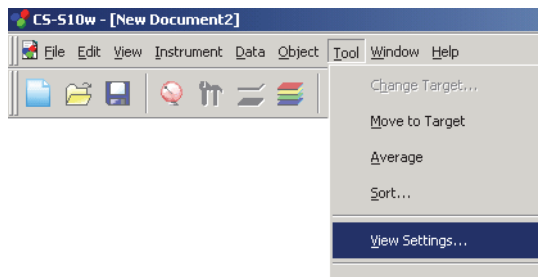 CS-S10w - [New Document2]
File Edit View Instrument Data Object Tool Window Help
Change Target...
Move to Target
Average
Sort...
View Settings...